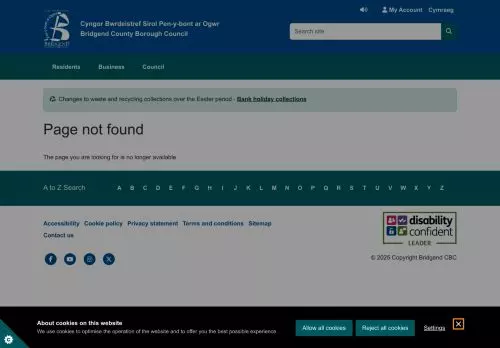 Cyngor Bwrdeistref Sirol Pen-y-bont ar Ogwr
Bridgend County Borough Council
My Account
Cymraeg
Search site
Residents
Business
Council
Changes to waste and recycling collections over the Easter period - Bank holiday collections
Page not found
The page you are looking for is no longer available
A to Z Search
A B C D E F G H I J K L M N O P Q R S T U V W X Y Z
Accessibility Cookie policy Privacy statement Terms and conditions Sitemap
Contact us
disability
confident
LEADER
© 2025 Copyright Bridgend CBC
About cookies on this website
We use cookies to optimise the operation of the website and to offer you the best possible experience
Allow all cookies
Reject all cookies
Settings